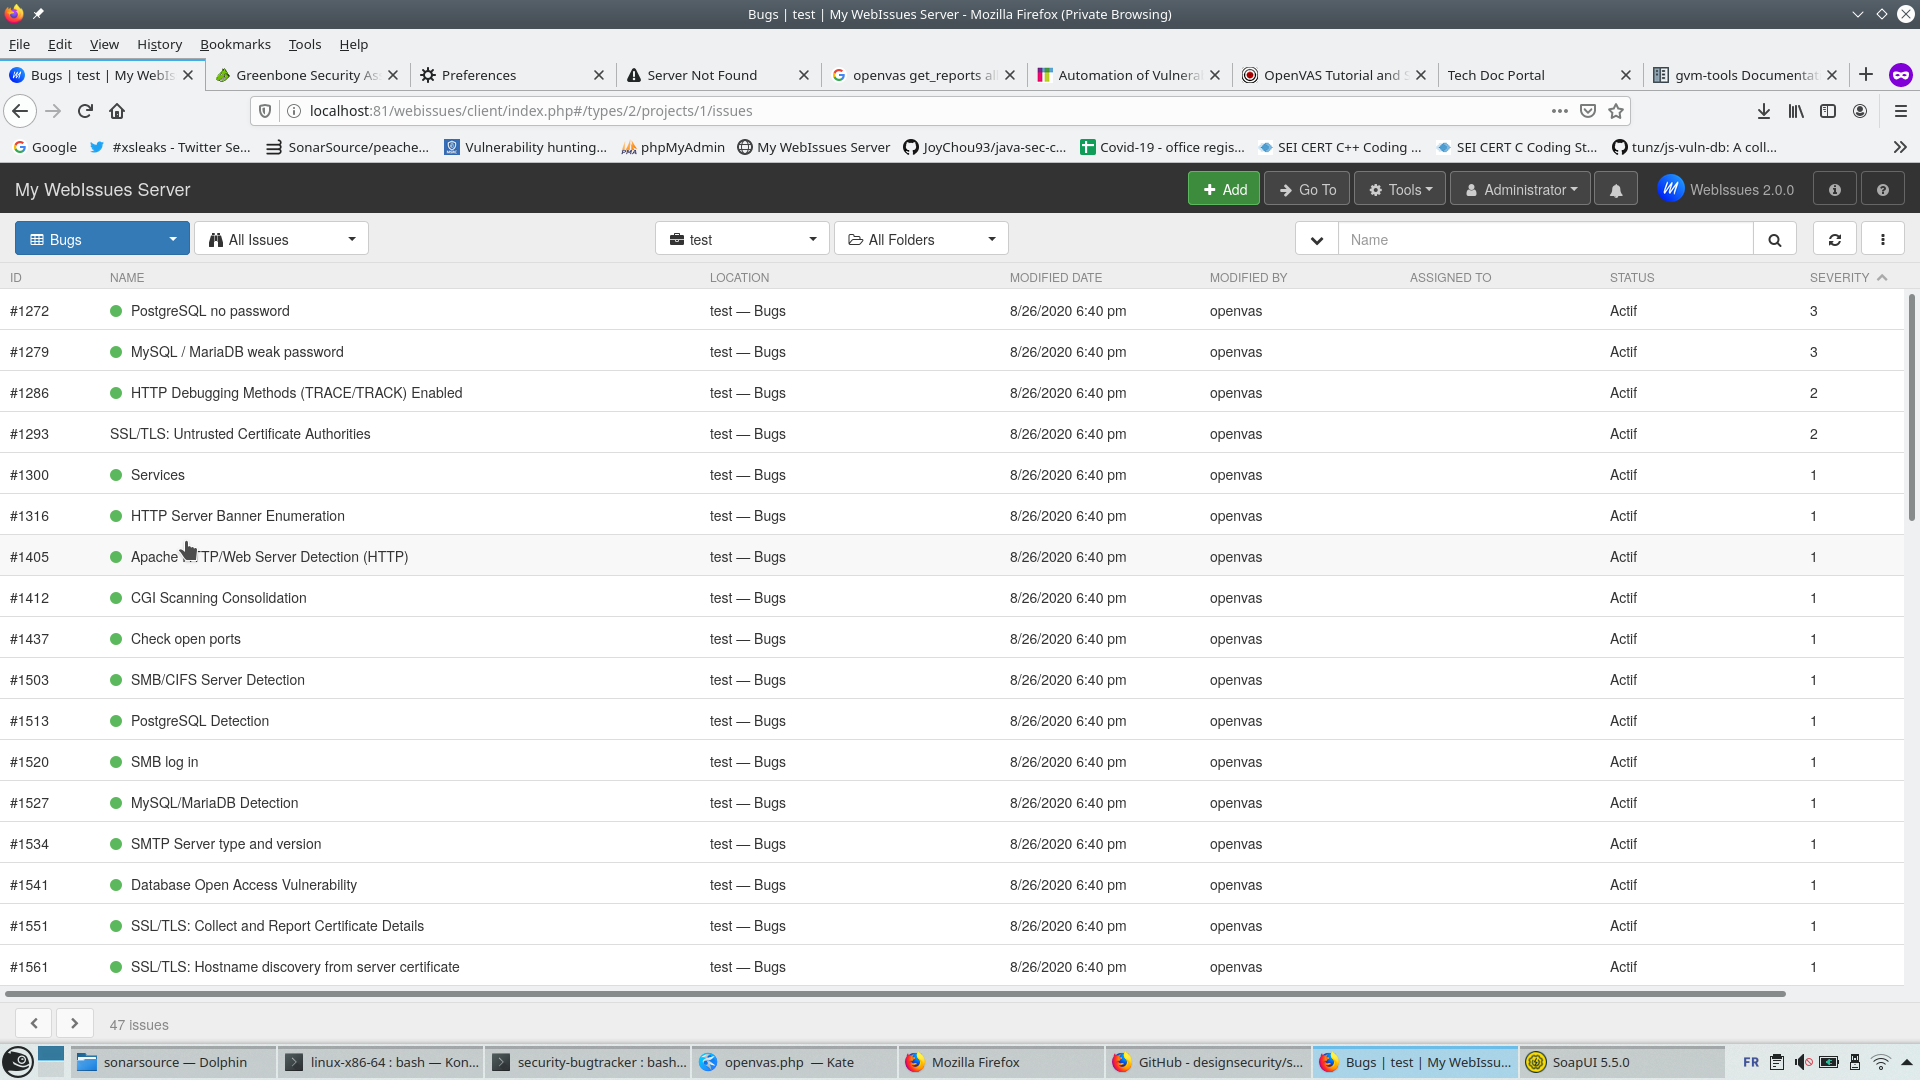 Bugs | test | My WebIssues Server - Mozilla Firefox (Private Browsing)
File Edit View History Bookmarks Tools Help
Bugs | test | My WebIs Greenbone Security As Preferences Server Not Found openvas get_reports al Automation of Vulnera OpenVAS Tutorial and S Tech Doc Portal gvm-tools Documentat
localhost:81/webissues/client/index.php#/types/2/projects/1/issues
Google #xsleaks - Twitter Se... SonarSource/peache... Vulnerability hunting... phpMyAdmin My WebIssues Server JoyChou93/java-sec-c... Covid-19 - office regis... SEI CERT C++ Coding ... SEI CERT C Coding St... tunz/js-vuln-db: A coll...
My WebIssues Server Add Go To Tools Administrator WebIssues 2.0.0
Bugs All Issues test All Folders Name
ID NAME LOCATION MODIFIED DATE MODIFIED BY ASSIGNED TO STATUS SEVERITY
#1272 PostgreSQL no password test — Bugs 8/26/2020 6:40 pm openvas Actif 3
#1279 MySQL / MariaDB weak password test — Bugs 8/26/2020 6:40 pm openvas Actif 3
#1286 HTTP Debugging Methods (TRACE/TRACK) Enabled test — Bugs 8/26/2020 6:40 pm openvas Actif 2
#1293 SSL/TLS: Untrusted Certificate Authorities test — Bugs 8/26/2020 6:40 pm openvas Actif 2
#1300 Services test — Bugs 8/26/2020 6:40 pm openvas Actif 1
#1316 HTTP Server Banner Enumeration test — Bugs 8/26/2020 6:40 pm openvas Actif 1
#1405 Apache HTTP/Web Server Detection (HTTP) test — Bugs 8/26/2020 6:40 pm openvas Actif 1
#1412 CGI Scanning Consolidation test — Bugs 8/26/2020 6:40 pm openvas Actif 1
#1437 Check open ports test — Bugs 8/26/2020 6:40 pm openvas Actif 1
#1503 SMB/CIFS Server Detection test — Bugs 8/26/2020 6:40 pm openvas Actif 1
#1513 PostgreSQL Detection test — Bugs 8/26/2020 6:40 pm openvas Actif 1
#1520 SMB log in test — Bugs 8/26/2020 6:40 pm openvas Actif 1
#1527 MySQL/MariaDB Detection test — Bugs 8/26/2020 6:40 pm openvas Actif 1
#1534 SMTP Server type and version test — Bugs 8/26/2020 6:40 pm openvas Actif 1
#1541 Database Open Access Vulnerability test — Bugs 8/26/2020 6:40 pm openvas Actif 1
#1551 SSL/TLS: Collect and Report Certificate Details test — Bugs 8/26/2020 6:40 pm openvas Actif 1
#1561 SSL/TLS: Hostname discovery from server certificate test — Bugs 8/26/2020 6:40 pm openvas Actif 1
47 issues
sonarsource — Dolphin linux-x86-64 : bash — Kon... security-bugtracker : bash... openvas.php — Kate Mozilla Firefox GitHub - designsecurity/s... Bugs | test | My WebIssu... SoapUI 5.5.0 FR